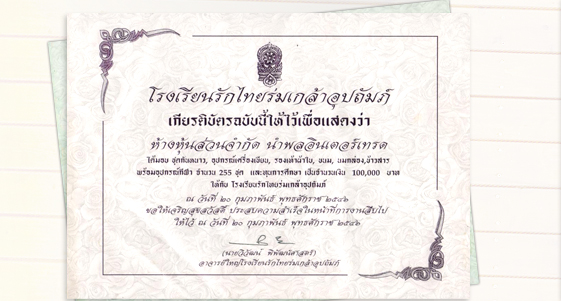 โรงเรียนรักไทยร่มเกล้าอุปถัมภ์
เกียรติบัตรฉบับนี้ให้ไว้เพื่อแสดงว่า
ห้างหุ้นส่วนจำกัด นำพลอินเตอร์เทรด
ได้มอบ ชุดกันหนาว, อุปกรณ์เครื่องเขียน, รองเท้าผ้าใบ, ขนม, นมกล่อง,ข้าวสาร
พร้อมอุปกรณ์กีฬา จำนวน 255 ชุด และทุนการศึกษา เป็นจำนวนเงิน 100,000 บาท
ให้กับ โรงเรียนรักไทยร่มเกล้าอุปถัมภ์
ณ วันที่ ๒๐ กุมภาพันธ์ พุทธศักราช ๒๕๔๖
ขอให้เจริญสุขสวัสดิ์ ประสบความสำเร็จในหน้าที่การงานสืบไป
ให้ไว้ ณ วันที่ ๒๐ กุมภาพันธ์ พุทธศักราช ๒๕๔๖
(นายวิวัฒน์ พิพัฒน์ศาสตร์)
อาจารย์ใหญ่โรงเรียนรักไทยร่มเกล้าอุปถัมภ์